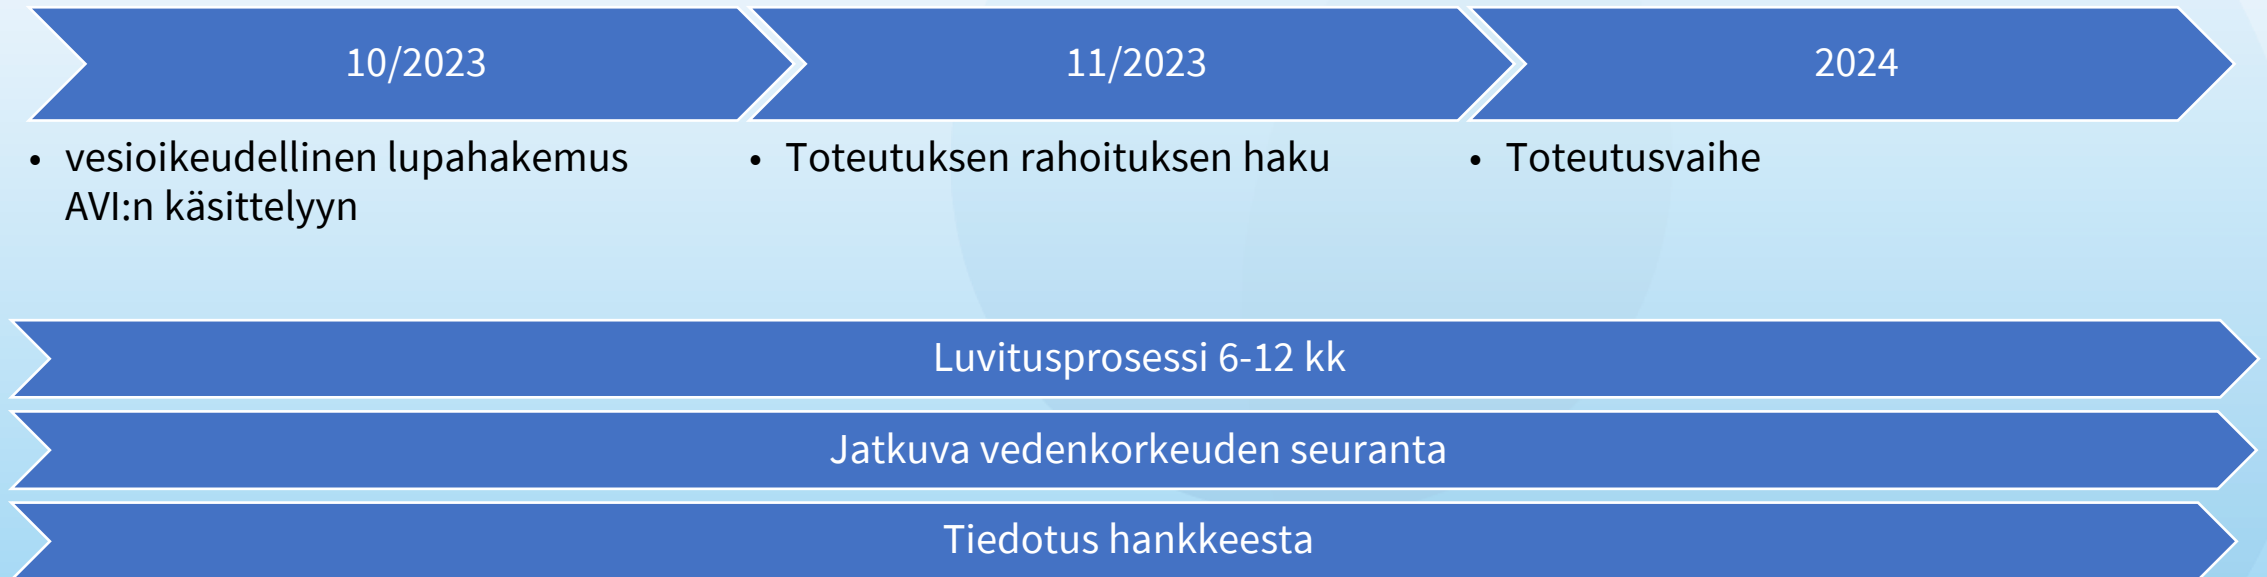 10/2023
11/2023
2024
• vesioikeudellinen lupahakemus
AVI:n käsittelyyn
• Toteutuksen rahoituksen haku
• Toteutusvaihe
Luvitusprosessi 6-12 kk
Jatkuva vedenkorkeuden seuranta
Tiedotus hankkeesta